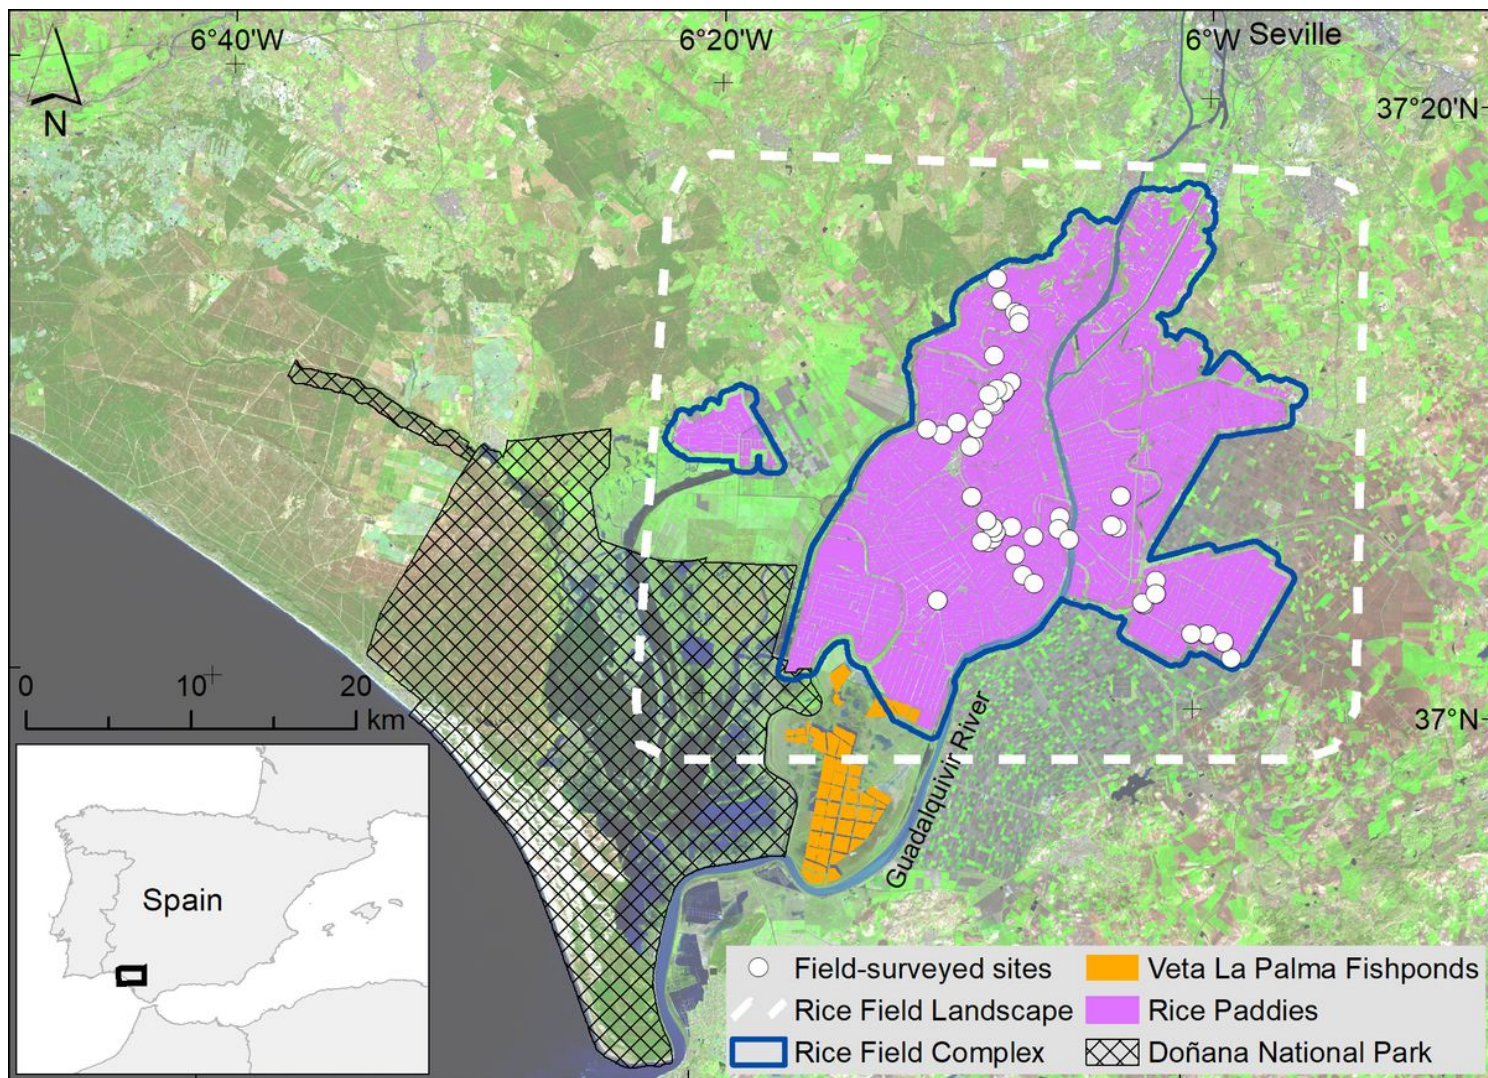 6°40'W
6°20'W
6°W
Seville
N
37°20'N
0
10
20
km
37°N
Guadalquivir River
Spain
Field-surveyed sites
Veta La Palma Fishponds
Rice Field Landscape
Rice Paddies
Rice Field Complex
Doñana National Park